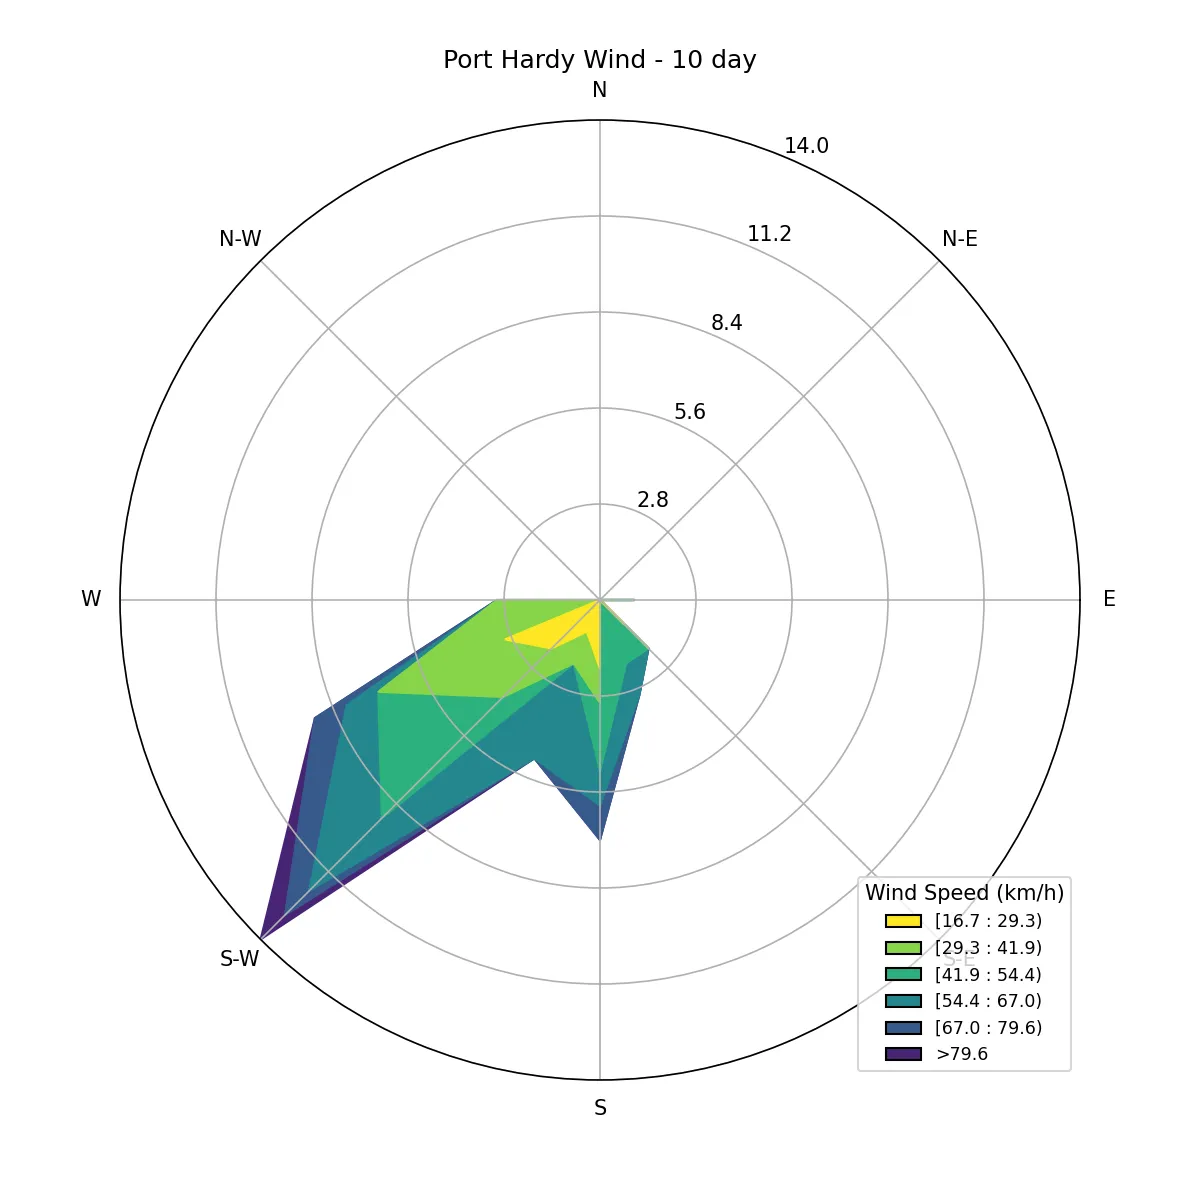 Port Hardy Wind - 10 day
N
14.0
N-W
11.2
N-E
8.4
5.6
2.8
W
E
S-W
S-E
S
Wind Speed (km/h)
[16.7 : 29.3)
[29.3 : 41.9)
[41.9 : 54.4)
[54.4 : 67.0)
[67.0 : 79.6)
>79.6